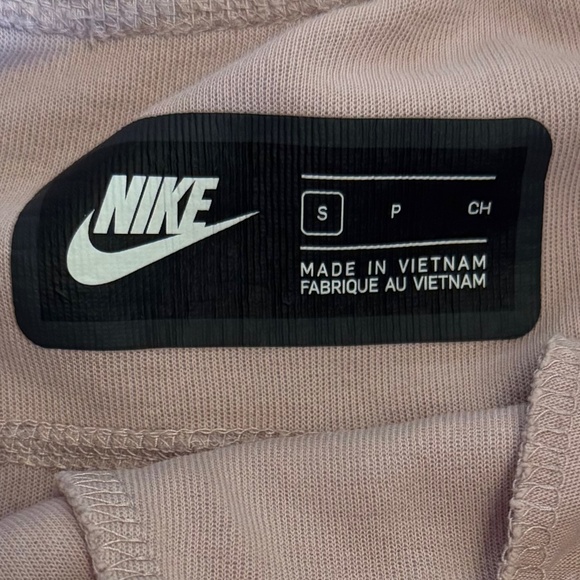 NIKE
S P CH
MADE IN VIETNAM
FABRIQUE AU VIETNAM